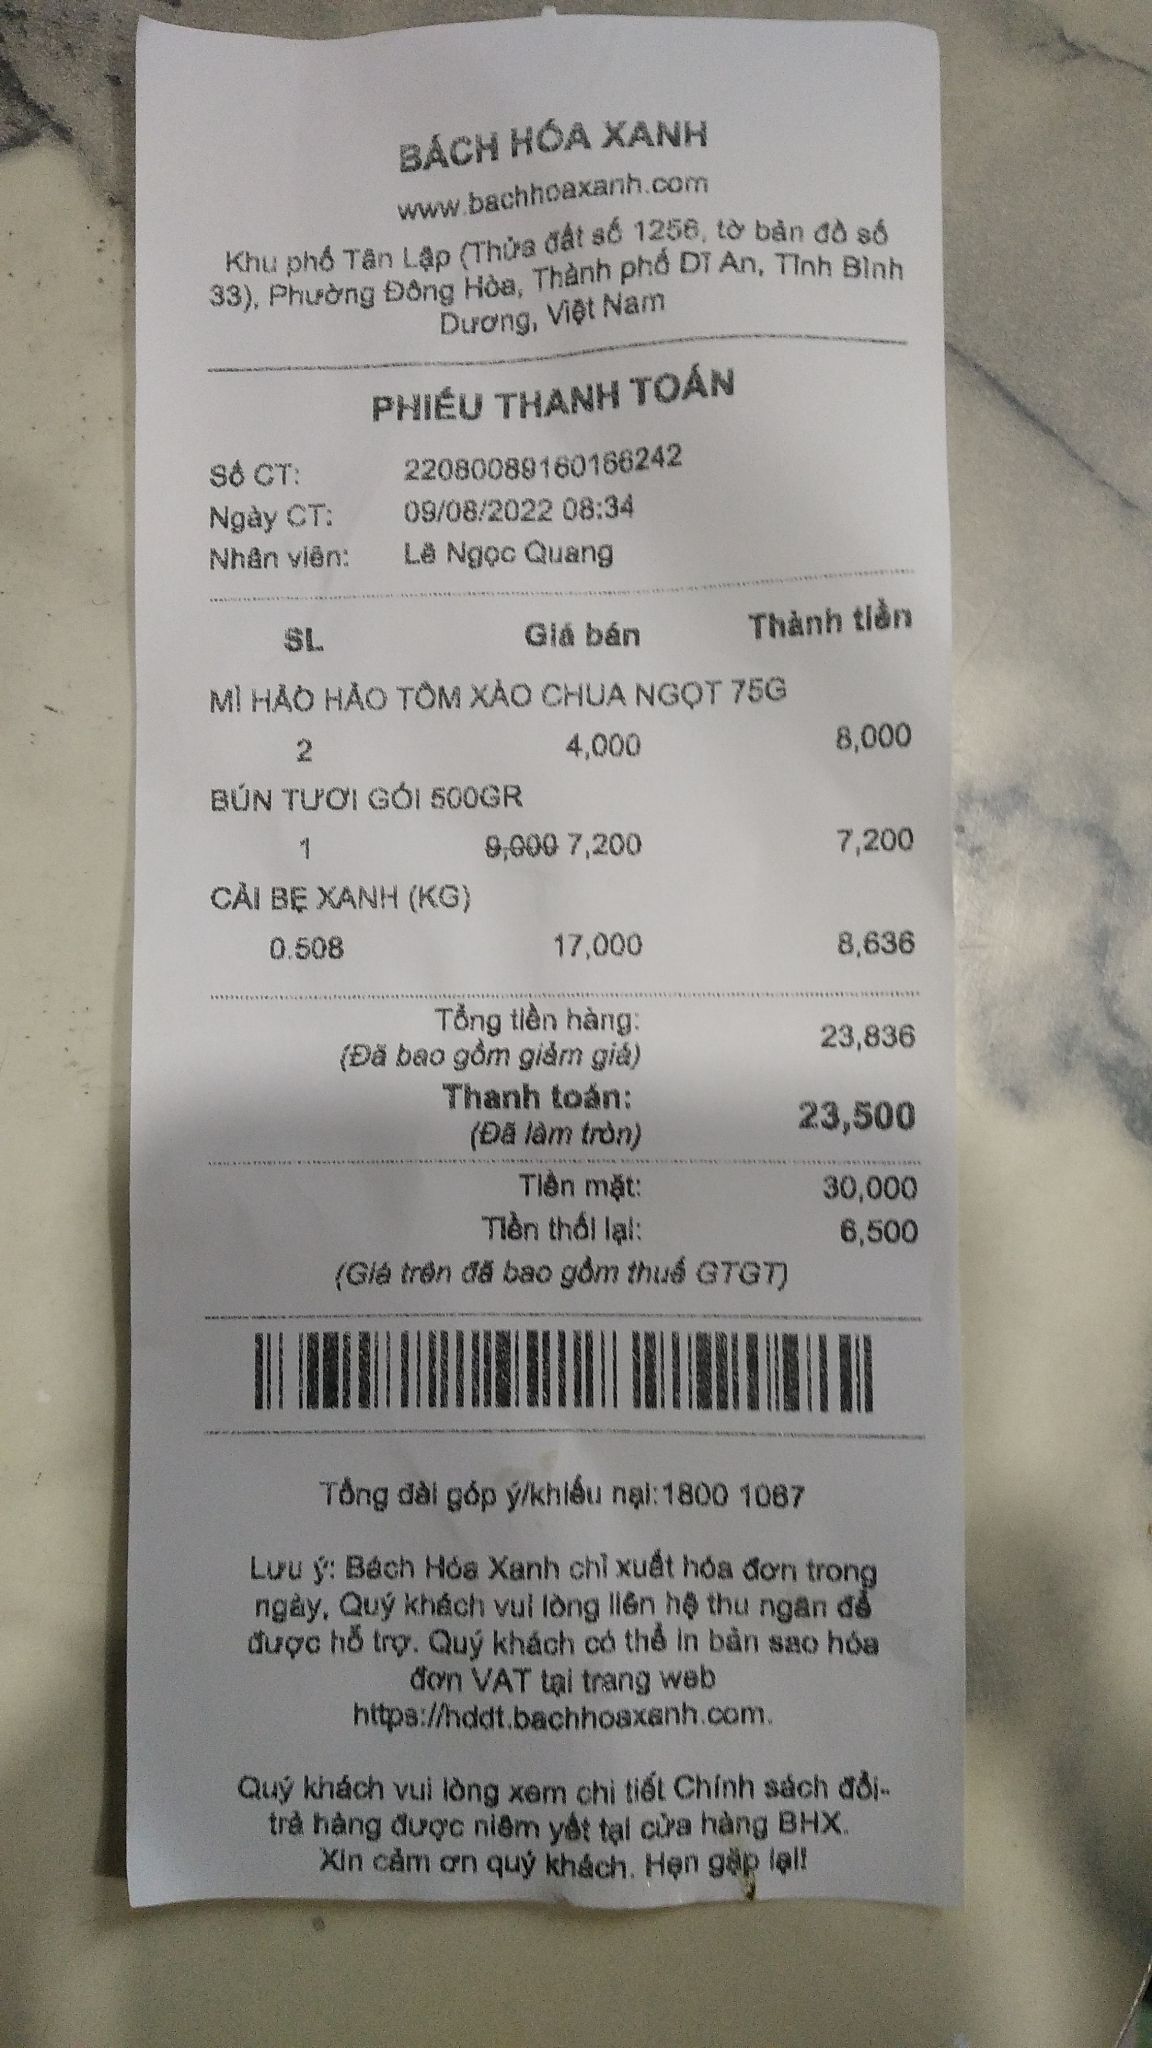 BÁCH HÓA XANH
www.bachhoaxanh.com
Khu phố Tân Lập (Thửa đất số 1256, tờ bản đồ số
33), Phường Đông Hòa, Thành phố Dĩ An, Tỉnh Bình
Dương, Việt Nam
PHIẾU THANH TOÁN
Số CT: 22080089160166242
Ngày CT: 09/08/2022 08:34
Nhân viên: Lê Ngọc Quang
SL Giá bán Thành tiền
MÌ HẢO HẢO TÔM XÀO CHUA NGỌT 75G
2 4,000 8,000
BÚN TƯƠI GÓI 500GR
1 9,000 7,200 7,200
CẢI BẸ XANH (KG)
0.508 17,000 8,636
Tổng tiền hàng: 23,836
(Đã bao gồm giảm giá)
Thanh toán: 23,500
(Đã làm tròn)
Tiền mặt: 30,000
Tiền thối lại: 6,500
(Giá trên đã bao gồm thuế GTGT)
Tổng đài góp ý/khiếu nại:1800 1067
Lưu ý: Bách Hóa Xanh chỉ xuất hóa đơn trong
ngày, Quý khách vui lòng liên hệ thu ngân để
được hỗ trợ. Quý khách có thể in bản sao hóa
đơn VAT tại trang web
https://hddt.bachhoaxanh.com.
Quý khách vui lòng xem chi tiết Chính sách đổi-
trả hàng được niêm yết tại cửa hàng BHX.
Xin cảm ơn quý khách. Hẹn gặp lại!